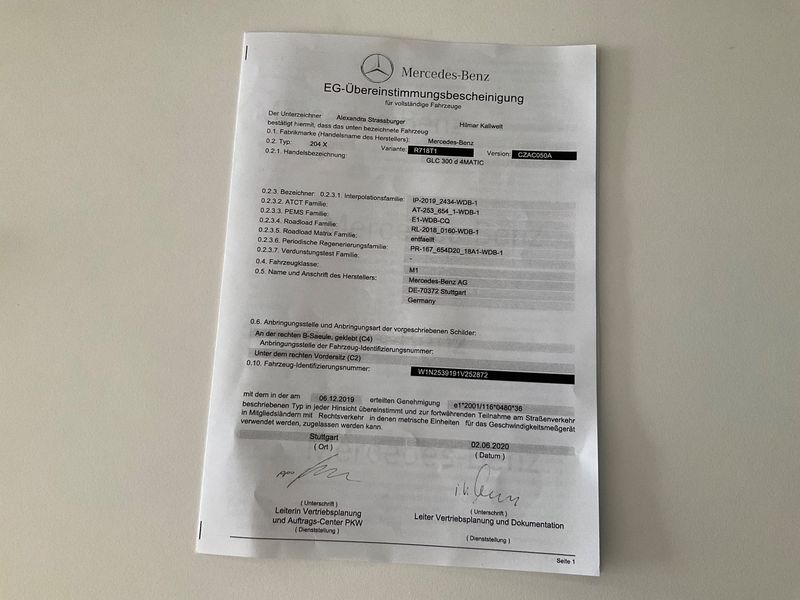 Mercedes-Benz
EG-Übereinstimmungsbescheinigung
für vollständige Fahrzeuge
Der Unterzeichner Alexandra Strassburger Hilmar Kallweit
bestätigt hiermit, dass das unten bezeichnete Fahrzeug
0.1. Fabrikmarke (Handelsname des Herstellers): Mercedes-Benz
0.2. Typ: 204 X Variante: R718T1 Version: CZAC050A
0.2.1. Handelsbezeichnung: GLC 300 d 4MATIC
0.2.3. Bezeichner: 0.2.3.1. Interpolationsfamilie: IP-2019_2434-WDB-1
0.2.3.2. ATCT Familie: AT-253_654_1-WDB-1
0.2.3.3. PEMS Familie: E1-WDB-CQ
0.2.3.4. Roadload Familie: RL-2018_0160-WDB-1
0.2.3.5. Roadload Matrix Familie: entfaellt
0.2.3.6. Periodische Regenerierungsfamilie: PR-167_654D20_18A1-WDB-1
0.2.3.7. Verdunstungstest Familie: -
0.4. Fahrzeugklasse: M1
0.5. Name und Anschrift des Herstellers: Mercedes-Benz AG
DE-70372 Stuttgart
Germany
0.6. Anbringungsstelle und Anbringungsart der vorgeschriebenen Schilder:
An der rechten B-Saeule, geklebt (C4)
Anbringungsstelle der Fahrzeug-Identifizierungsnummer:
Unter dem rechten Vordersitz (C2)
0.10. Fahrzeug-Identifizierungsnummer: W1N2539191V252872
mit dem in der am 06.12.2019 erteilten Genehmigung e1*2001/116*0480*36
beschriebenen Typ in jeder Hinsicht übereinstimmt und zur fortwährenden Teilnahme am Straßenverkehr
in Mitgliedsländern mit Rechtsverkehr in denen metrische Einheiten für das Geschwindigkeitsmeßgerät
verwendet werden, zugelassen werden kann.
Stuttgart 02.06.2020
( Ort ) ( Datum )
( Unterschrift ) ( Unterschrift )
Leiterin Vertriebsplanung
und Auftrags-Center PKW Leiter Vertriebsplanung und Dokumentation
( Dienststellung ) ( Dienststellung )
Seite 1